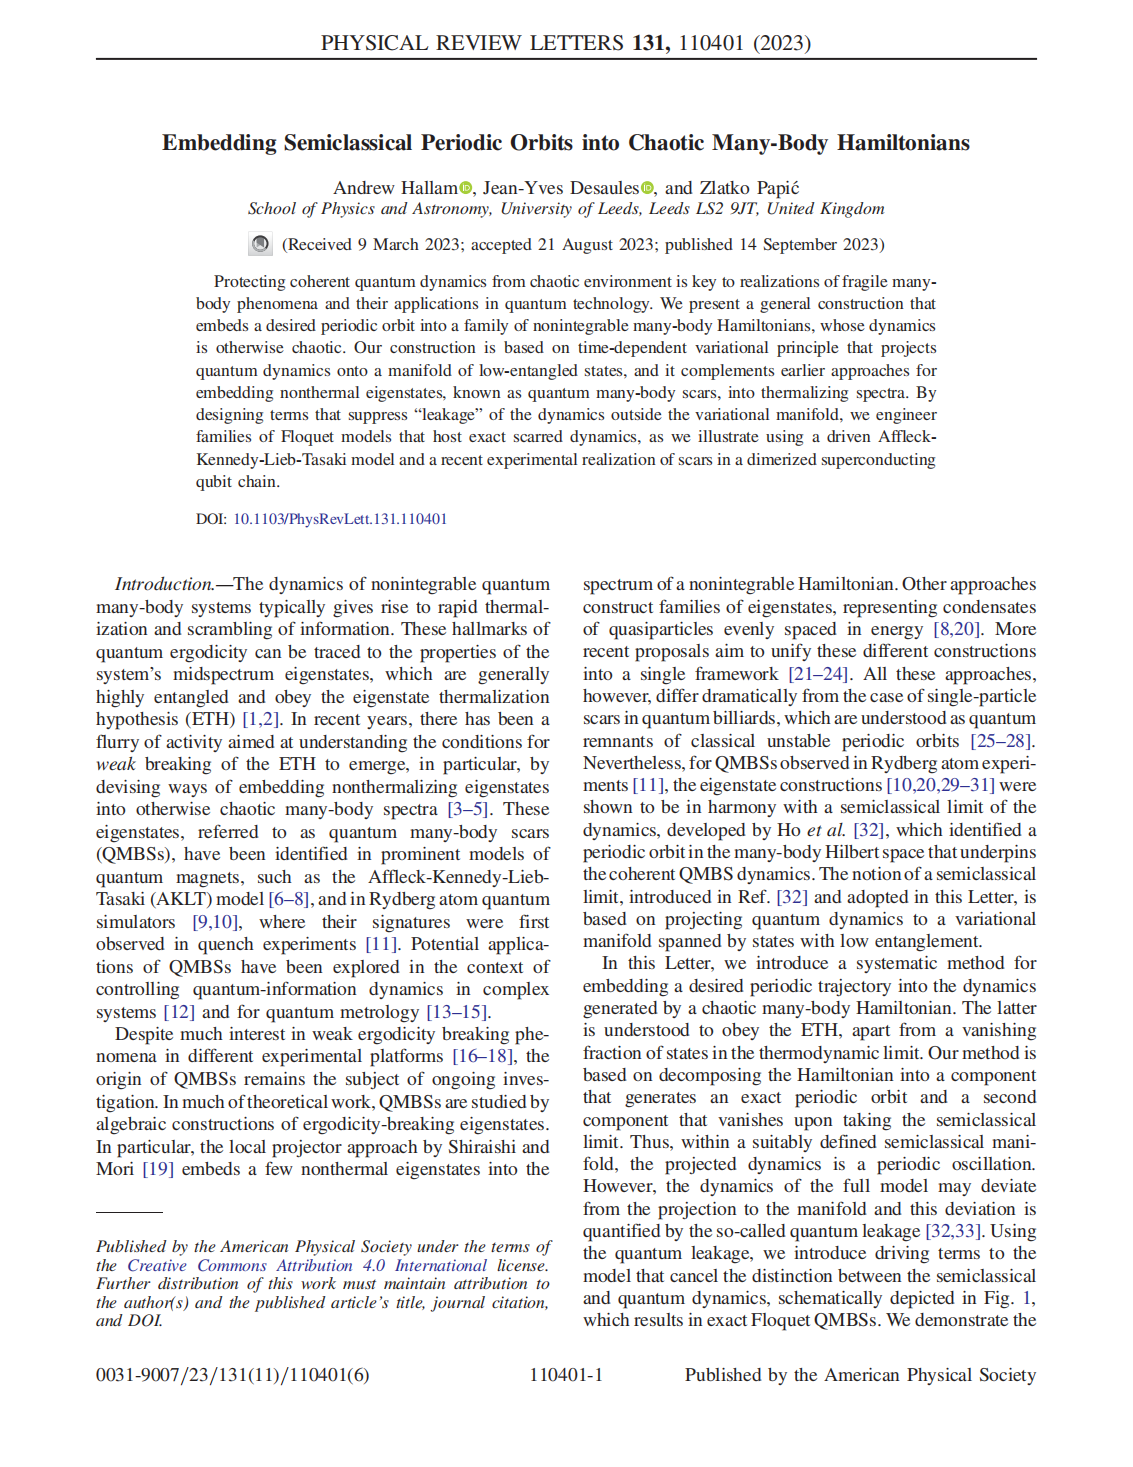 PHYSICAL REVIEW LETTERS 131, 110401 (2023)
Embedding Semiclassical Periodic Orbits into Chaotic Many-Body Hamiltonians
Andrew Hallam, Jean-Yves Desaules, and Zlatko Papić
School of Physics and Astronomy, University of Leeds, Leeds LS2 9JT, United Kingdom
(Received 9 March 2023; accepted 21 August 2023; published 14 September 2023)
Protecting coherent quantum dynamics from chaotic environment is key to realizations of fragile many-
body phenomena and their applications in quantum technology. We present a general construction that
embeds a desired periodic orbit into a family of nonintegrable many-body Hamiltonians, whose dynamics
is otherwise chaotic. Our construction is based on time-dependent variational principle that projects
quantum dynamics onto a manifold of low-entangled states, and it complements earlier approaches for
embedding nonthermal eigenstates, known as quantum many-body scars, into thermalizing spectra. By
designing terms that suppress “leakage” of the dynamics outside the variational manifold, we engineer
families of Floquet models that host exact scarred dynamics, as we illustrate using a driven Affleck-
Kennedy-Lieb-Tasaki model and a recent experimental realization of scars in a dimerized superconducting
qubit chain.
DOI: 10.1103/PhysRevLett.131.110401
Introduction.—The dynamics of nonintegrable quantum
many-body systems typically gives rise to rapid thermal-
ization and scrambling of information. These hallmarks of
quantum ergodicity can be traced to the properties of the
system’s midspectrum eigenstates, which are generally
highly entangled and obey the eigenstate thermalization
hypothesis (ETH) [1,2]. In recent years, there has been a
flurry of activity aimed at understanding the conditions for
weak breaking of the ETH to emerge, in particular, by
devising ways of embedding nonthermalizing eigenstates
into otherwise chaotic many-body spectra [3–5]. These
eigenstates, referred to as quantum many-body scars
(QMBSs), have been identified in prominent models of
quantum magnets, such as the Affleck-Kennedy-Lieb-
Tasaki (AKLT) model [6–8], and in Rydberg atom quantum
simulators [9,10], where their signatures were first
observed in quench experiments [11]. Potential applica-
tions of QMBSs have been explored in the context of
controlling quantum-information dynamics in complex
systems [12] and for quantum metrology [13–15].
Despite much interest in weak ergodicity breaking phe-
nomena in different experimental platforms [16–18], the
origin of QMBSs remains the subject of ongoing inves-
tigation. In much of theoretical work, QMBSs are studied by
algebraic constructions of ergodicity-breaking eigenstates.
In particular, the local projector approach by Shiraishi and
Mori [19] embeds a few nonthermal eigenstates into the
Published by the American Physical Society under the terms of
the Creative Commons Attribution 4.0 International license.
Further distribution of this work must maintain attribution to
the author(s) and the published article’s title, journal citation,
and DOI.
spectrum of a nonintegrable Hamiltonian. Other approaches
construct families of eigenstates, representing condensates
of quasiparticles evenly spaced in energy [8,20]. More
recent proposals aim to unify these different constructions
into a single framework [21–24]. All these approaches,
however, differ dramatically from the case of single-particle
scars in quantum billiards, which are understood as quantum
remnants of classical unstable periodic orbits [25–28].
Nevertheless, for QMBSs observed in Rydberg atom experi-
ments [11], the eigenstate constructions [10,20,29–31] were
shown to be in harmony with a semiclassical limit of the
dynamics, developed by Ho et al. [32], which identified a
periodic orbit in the many-body Hilbert space that underpins
the coherent QMBS dynamics. The notion of a semiclassical
limit, introduced in Ref. [32] and adopted in this Letter, is
based on projecting quantum dynamics to a variational
manifold spanned by states with low entanglement.
In this Letter, we introduce a systematic method for
embedding a desired periodic trajectory into the dynamics
generated by a chaotic many-body Hamiltonian. The latter
is understood to obey the ETH, apart from a vanishing
fraction of states in the thermodynamic limit. Our method is
based on decomposing the Hamiltonian into a component
that generates an exact periodic orbit and a second
component that vanishes upon taking the semiclassical
limit. Thus, within a suitably defined semiclassical mani-
fold, the projected dynamics is a periodic oscillation.
However, the dynamics of the full model may deviate
from the projection to the manifold and this deviation is
quantified by the so-called quantum leakage [32,33]. Using
the quantum leakage, we introduce driving terms to the
model that cancel the distinction between the semiclassical
and quantum dynamics, schematically depicted in Fig. 1,
which results in exact Floquet QMBSs. We demonstrate the
0031-9007/23/131(11)/110401(6)
110401-1
Published by the American Physical Society